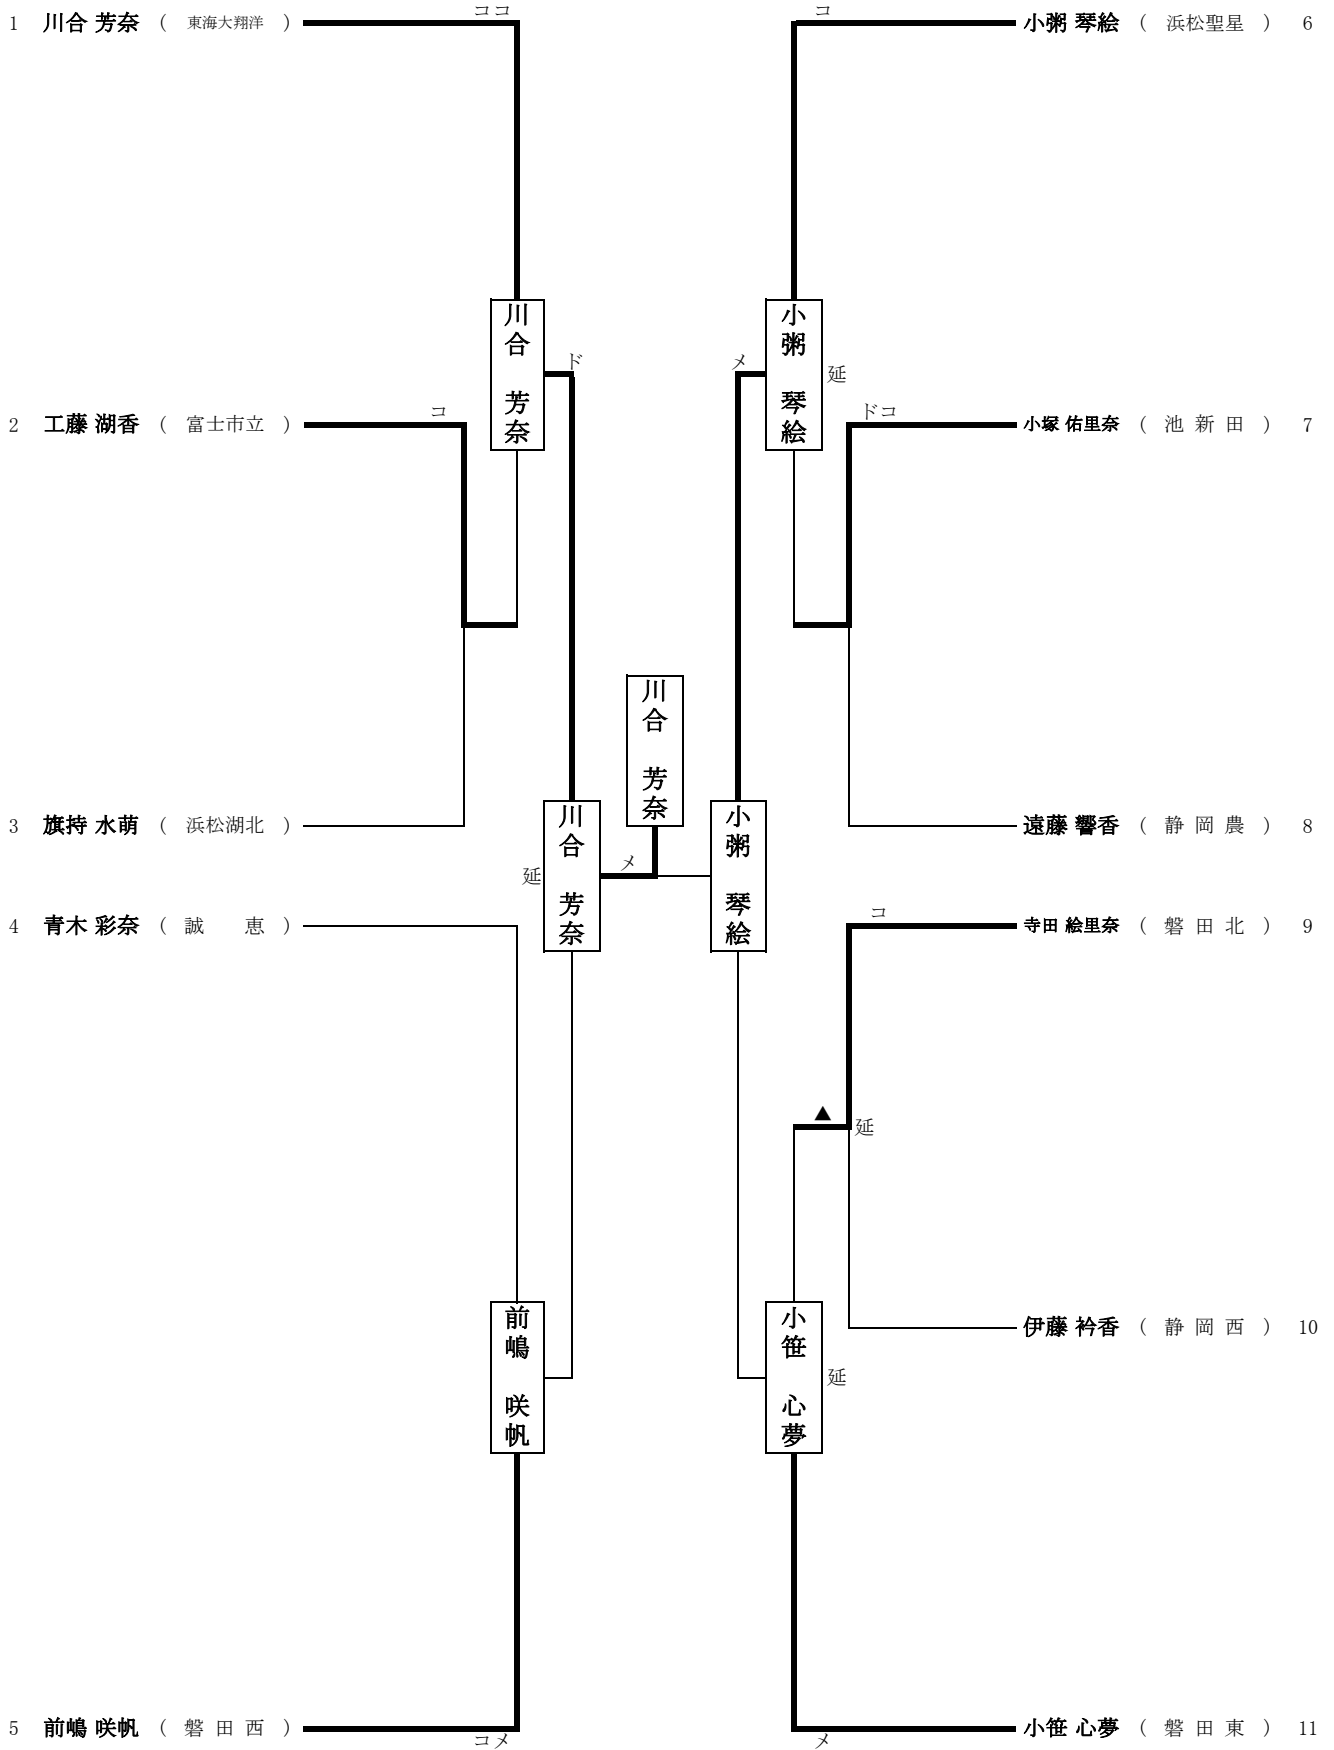 ココ
コ
1 川合 芳奈 ( 東海大翔洋 )
小粥 琴絵 ( 浜松聖星 ) 6
川合 芳奈
小粥 琴絵
ド
メ
延
コ
ドコ
2 工藤 湖香 ( 富士市立 )
小塚 佑里奈 ( 池 新 田 ) 7
川合 芳奈
3 旗持 水萌 ( 浜松湖北 )
川合 芳奈
小粥 琴絵
遠藤 響香 ( 静 岡 農 ) 8
延
メ
コ
4 青木 彩奈 ( 誠 恵 )
寺田 絵里奈 ( 磐 田 北 ) 9
▲
延
前嶋 咲帆
小笹 心夢
伊藤 衿香 ( 静 岡 西 ) 10
延
5 前嶋 咲帆 ( 磐 田 西 )
小笹 心夢 ( 磐 田 東 ) 11
コメ
メ